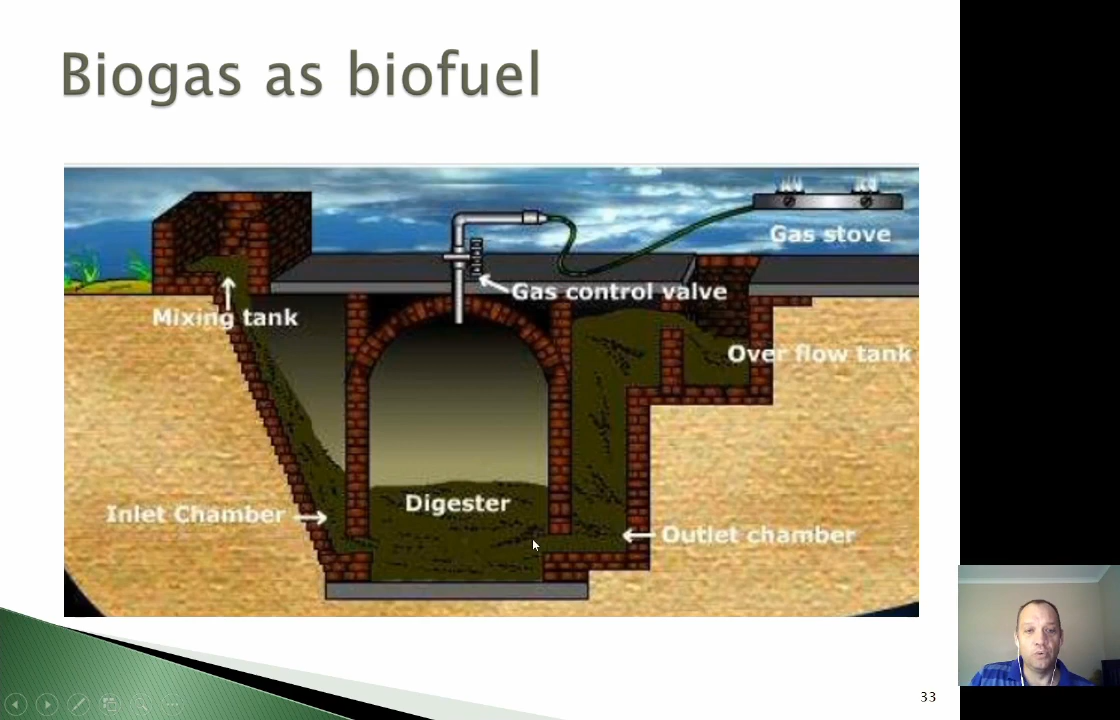 Biogas as biofuel
Gas stove
Gas control valve
Mixing tank
Over flow tank
Digester
Inlet Chamber
Outlet chamber
33